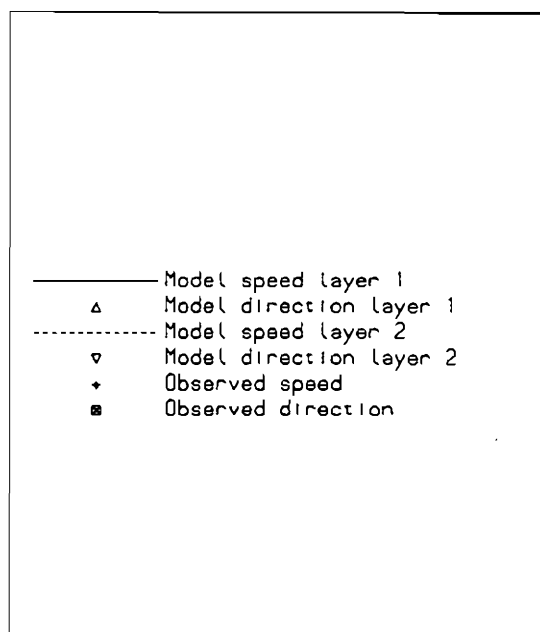 Model speed layer 1
Model direction layer 1
Model speed layer 2
Model direction layer 2
Observed speed
Observed direction